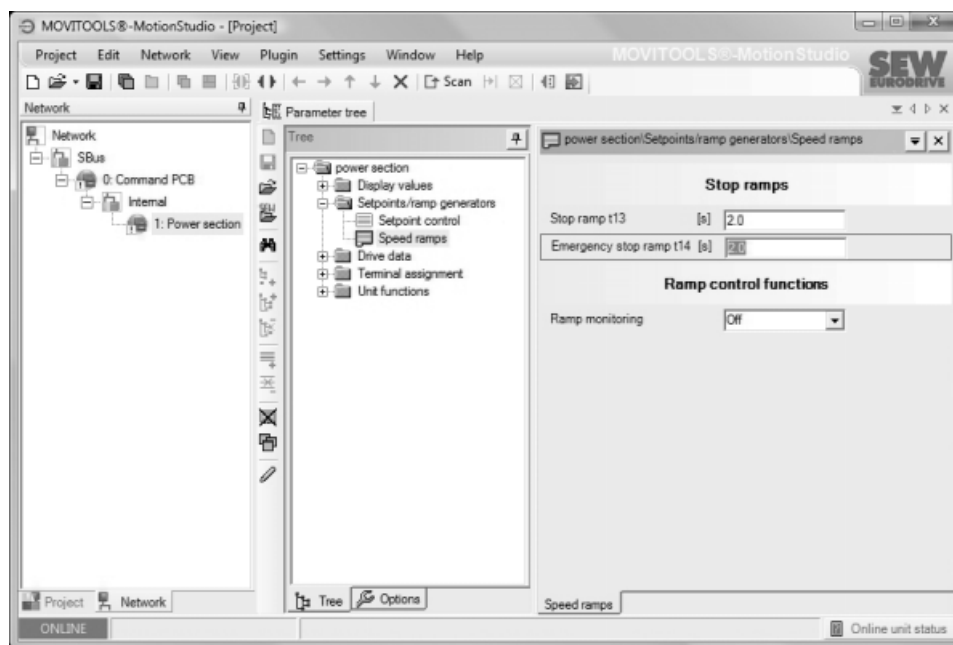 MOVITOOLS®-MotionStudio - [Project]
Project Edit Network View Plugin Settings Window Help
MOVITOOLS®-MotionStudio
SEW
EURODRIVE
Scan
Network
Parameter tree
Network
SBus
0: Command PCB
Internal
1: Power section
Tree
power section
Display values
Setpoints/ramp generators
Setpoint control
Speed ramps
Drive data
Terminal assignment
Unit functions
power section\Setpoints/ramp generators\Speed ramps
Stop ramps
Stop ramp t13 [s] 2.0
Emergency stop ramp t14 [s] 2.0
Ramp control functions
Ramp monitoring Off
Project Network
Tree Options
Speed ramps
ONLINE
Online unit status